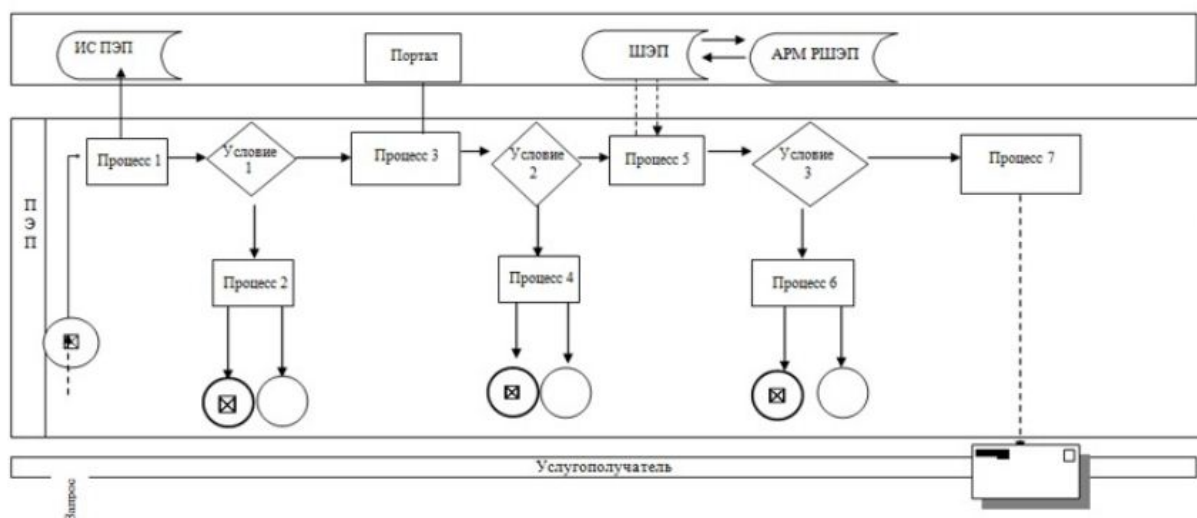 ИС ПЭП
Портал
ШЭП
АРМ РШЭП
Процесс 1
Условие
1
Процесс 3
Условие
2
Процесс 5
Условие
3
Процесс 7
П
Э
П
Процесс 2
Процесс 4
Процесс 6
Услугополучатель
Запрос